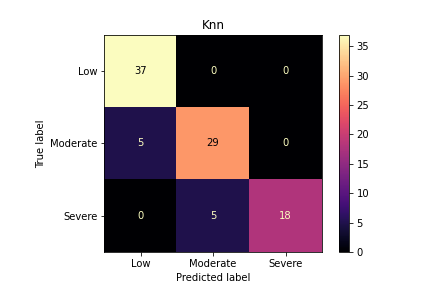 Knn
Low 37 0 0
Moderate 5 29 0
Severe 0 5 18
Low Moderate Severe
Predicted label
True label
35
30
25
20
15
10
5
0